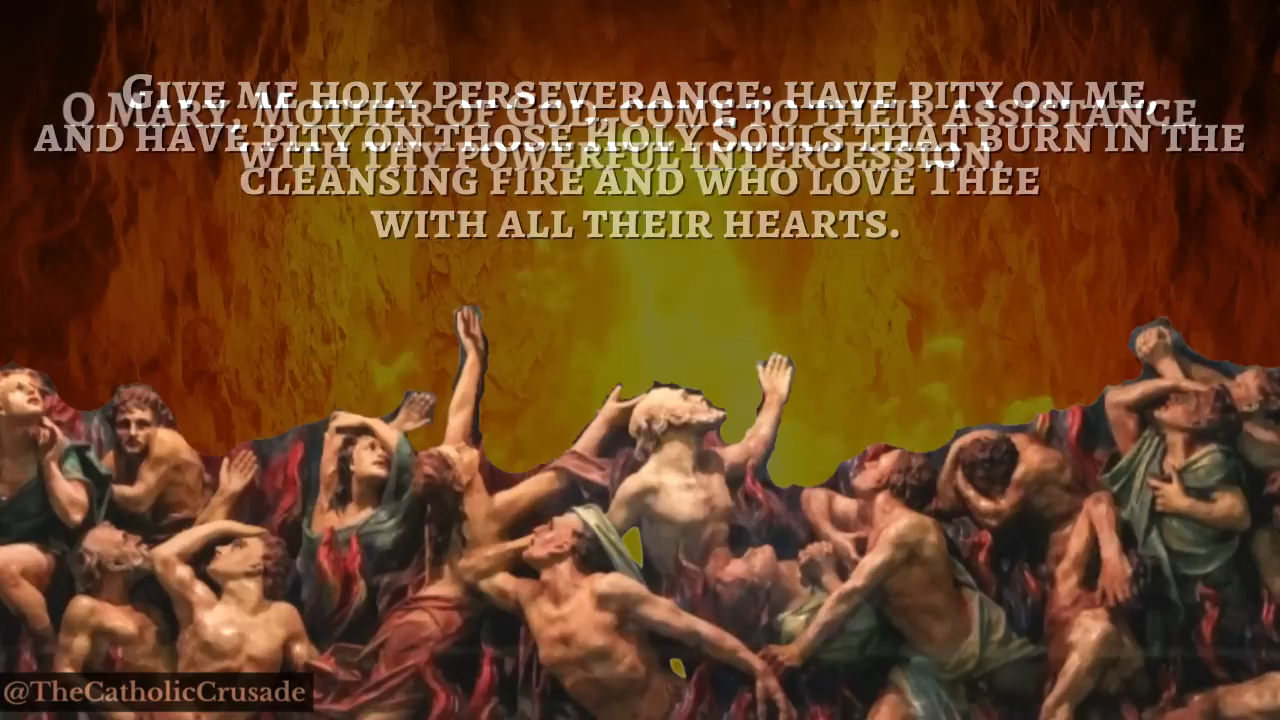 Give me holy perseverance; have pity on me,
O Mary, Mother of God, come to their assistance
and have pity on those Holy Souls that burn in the
with thy powerful intercession.
cleansing fire and who love Thee
with all their hearts.
@TheCatholicCrusade